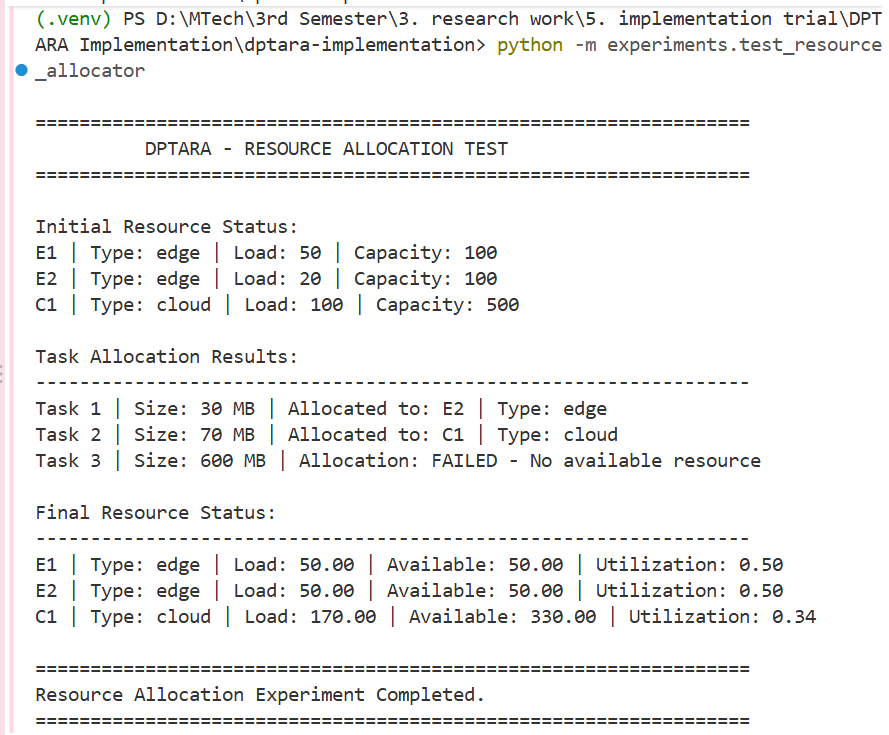 (.venv) PS D:\MTech\3rd Semester\3. research work\5. implementation trial\DPT
ARA Implementation\dptara-implementation> python -m experiments.test_resource
_allocator
=================================================================
DPTARA - RESOURCE ALLOCATION TEST
=================================================================
Initial Resource Status:
E1 | Type: edge | Load: 50 | Capacity: 100
E2 | Type: edge | Load: 20 | Capacity: 100
C1 | Type: cloud | Load: 100 | Capacity: 500
Task Allocation Results:
-----------------------------------------------------------------
Task 1 | Size: 30 MB | Allocated to: E2 | Type: edge
Task 2 | Size: 70 MB | Allocated to: C1 | Type: cloud
Task 3 | Size: 600 MB | Allocation: FAILED - No available resource
Final Resource Status:
-----------------------------------------------------------------
E1 | Type: edge | Load: 50.00 | Available: 50.00 | Utilization: 0.50
E2 | Type: edge | Load: 50.00 | Available: 50.00 | Utilization: 0.50
C1 | Type: cloud | Load: 170.00 | Available: 330.00 | Utilization: 0.34
=================================================================
Resource Allocation Experiment Completed.
=================================================================